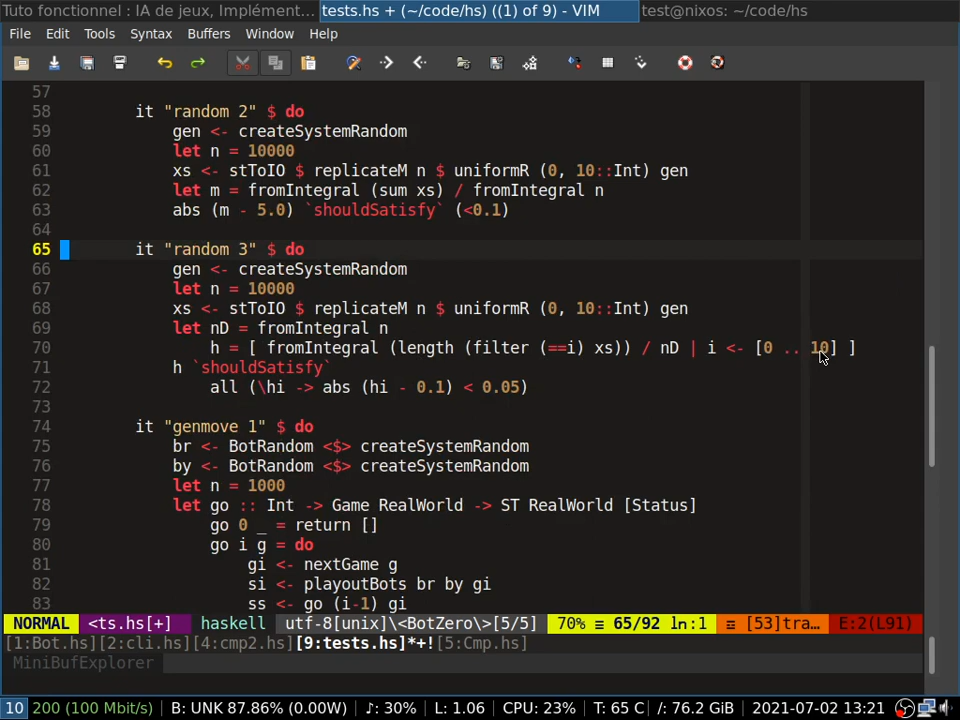 Tuto fonctionnel : IA de jeux, Implément... tests.hs + (~/code/hs) ((1) of 9) - VIM test@nixos: ~/code/hs
File Edit Tools Syntax Buffers Window Help
57
58 it "random 2" $ do
59 gen <- createSystemRandom
60 let n = 10000
61 xs <- stToIO $ replicateM n $ uniformR (0, 10::Int) gen
62 let m = fromIntegral (sum xs) / fromIntegral n
63 abs (m - 5.0) `shouldSatisfy` (<0.1)
64
65 it "random 3" $ do
66 gen <- createSystemRandom
67 let n = 10000
68 xs <- stToIO $ replicateM n $ uniformR (0, 10::Int) gen
69 let nD = fromIntegral n
70 h = [ fromIntegral (length (filter (==i) xs)) / nD | i <- [0 .. 10] ]
71 h `shouldSatisfy`
72 all (\hi -> abs (hi - 0.1) < 0.05)
73
74 it "genmove 1" $ do
75 br <- BotRandom <$> createSystemRandom
76 by <- BotRandom <$> createSystemRandom
77 let n = 1000
78 let go :: Int -> Game RealWorld -> ST RealWorld [Status]
79 go 0 _ = return []
80 go i g = do
81 gi <- nextGame g
82 si <- playoutBots br by gi
83 ss <- go (i-1) gi
NORMAL <ts.hs[+] haskell utf-8[unix]\<BotZero\>[5/5] 70% ≡ 65/92 ln:1 ≡ [53]tra… E:2(L91)
[1:Bot.hs][2:cli.hs][4:cmp2.hs][9:tests.hs]*+![5:Cmp.hs]
MiniBufExplorer
10 200 (100 Mbit/s) B: UNK 87.86% (0.00W) ♪: 30% L: 1.06 CPU: 23% T: 65 C /: 76.2 GiB 2021-07-02 13:21